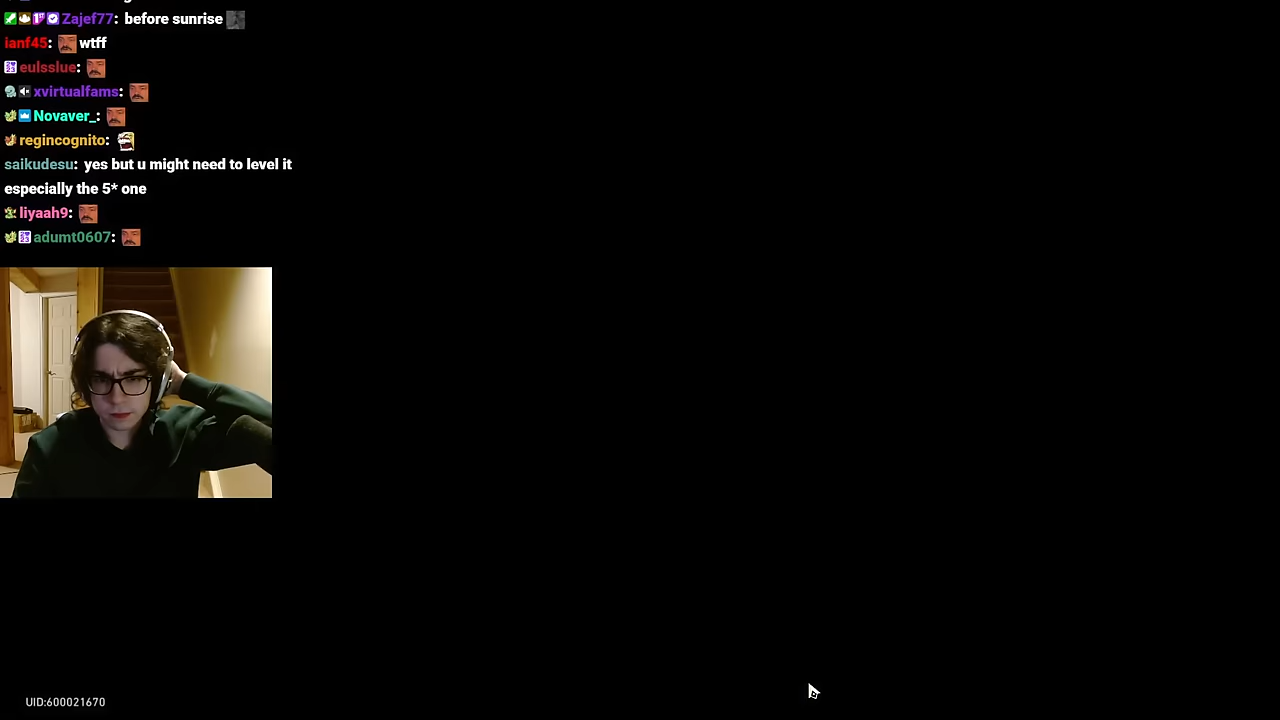 Zajef77: before sunrise
ianf45: wtff
eulsslue:
xvirtualfams:
Novaver_:
regincognito:
saikudesu: yes but u might need to level it
especially the 5* one
liyaah9:
adumt0607:
UID:600021670